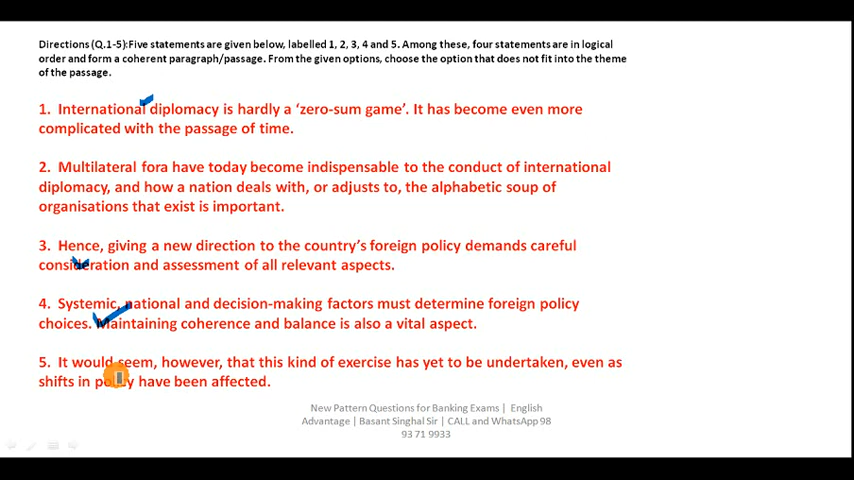 Directions (Q.1-5):Five statements are given below, labelled 1, 2, 3, 4 and 5. Among these, four statements are in logical
order and form a coherent paragraph/passage. From the given options, choose the option that does not fit into the theme
of the passage.
1. International diplomacy is hardly a ‘zero-sum game’. It has become even more
complicated with the passage of time.
2. Multilateral fora have today become indispensable to the conduct of international
diplomacy, and how a nation deals with, or adjusts to, the alphabetic soup of
organisations that exist is important.
3. Hence, giving a new direction to the country’s foreign policy demands careful
consideration and assessment of all relevant aspects.
4. Systemic, national and decision-making factors must determine foreign policy
choices. Maintaining coherence and balance is also a vital aspect.
5. It would seem, however, that this kind of exercise has yet to be undertaken, even as
shifts in policy have been affected.
New Pattern Questions for Banking Exams | English
Advantage | Basant Singhal Sir | CALL and WhatsApp 98
93 71 9933